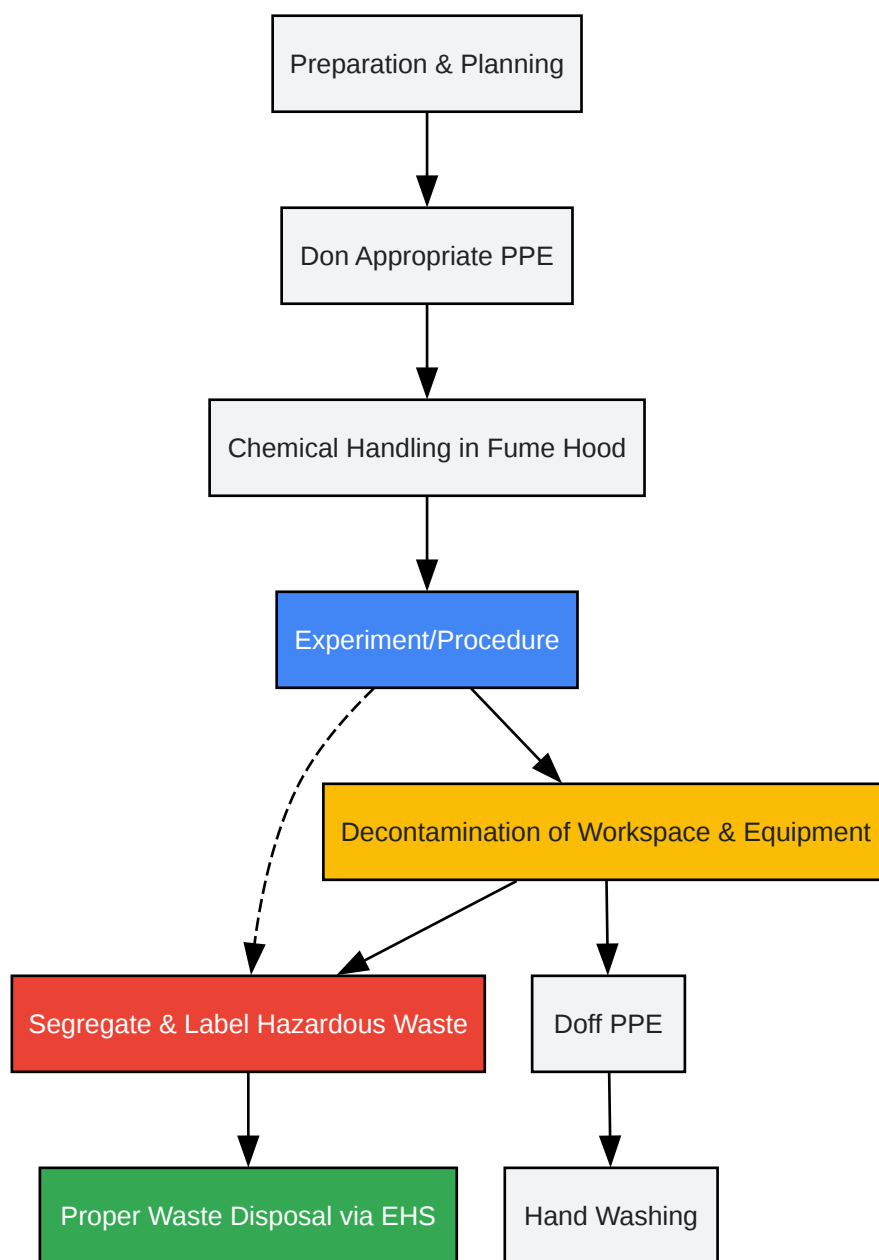 Preparation & Planning
Don Appropriate PPE
Chemical Handling in Fume Hood
Experiment/Procedure
Decontamination of Workspace & Equipment
Segregate & Label Hazardous Waste
Doff PPE
Proper Waste Disposal via EHS
Hand Washing